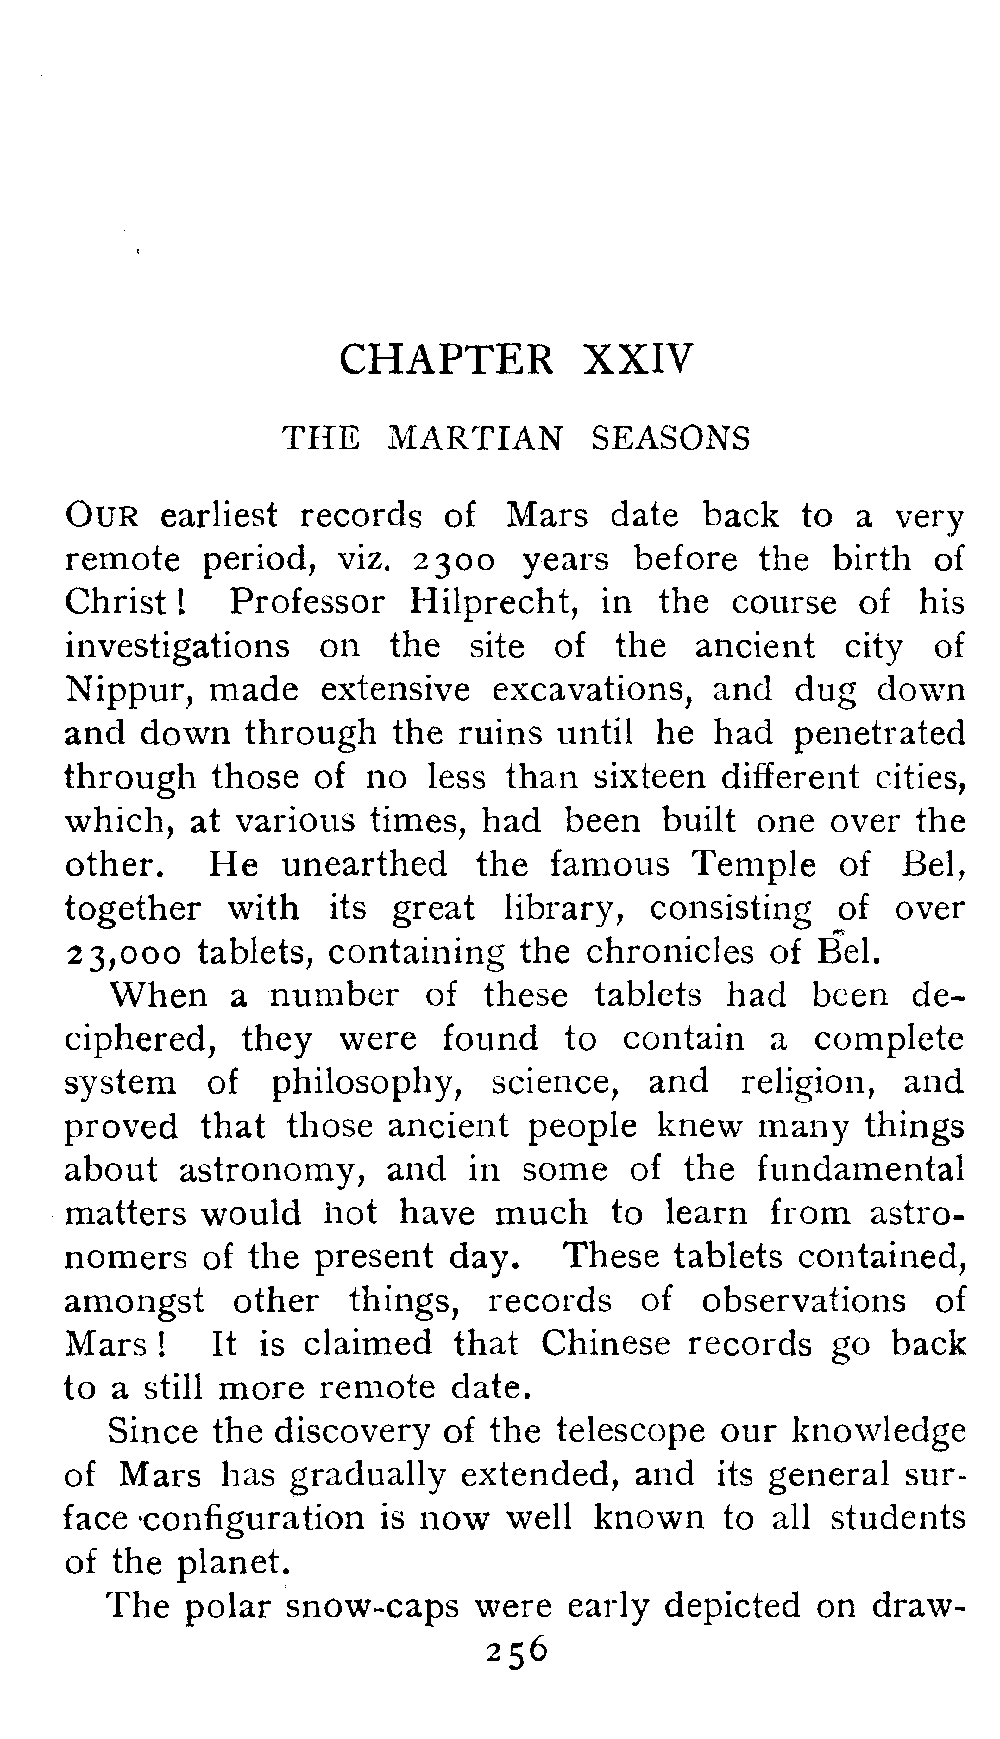 CHAPTER XXIV
THE MARTIAN SEASONS
OUR earliest records of Mars date back to a very
remote period, viz. 2300 years before the birth of
Christ! Professor Hilprecht, in the course of his
investigations on the site of the ancient city of
Nippur, made extensive excavations, and dug down
and down through the ruins until he had penetrated
through those of no less than sixteen different cities,
which, at various times, had been built one over the
other. He unearthed the famous Temple of Bel,
together with its great library, consisting of over
23,000 tablets, containing the chronicles of Bel.
When a number of these tablets had been de-
ciphered, they were found to contain a complete
system of philosophy, science, and religion, and
proved that those ancient people knew many things
about astronomy, and in some of the fundamental
matters would not have much to learn from astro-
nomers of the present day. These tablets contained,
amongst other things, records of observations of
Mars! It is claimed that Chinese records go back
to a still more remote date.
Since the discovery of the telescope our knowledge
of Mars has gradually extended, and its general sur-
face configuration is now well known to all students
of the planet.
The polar snow-caps were early depicted on draw-
256